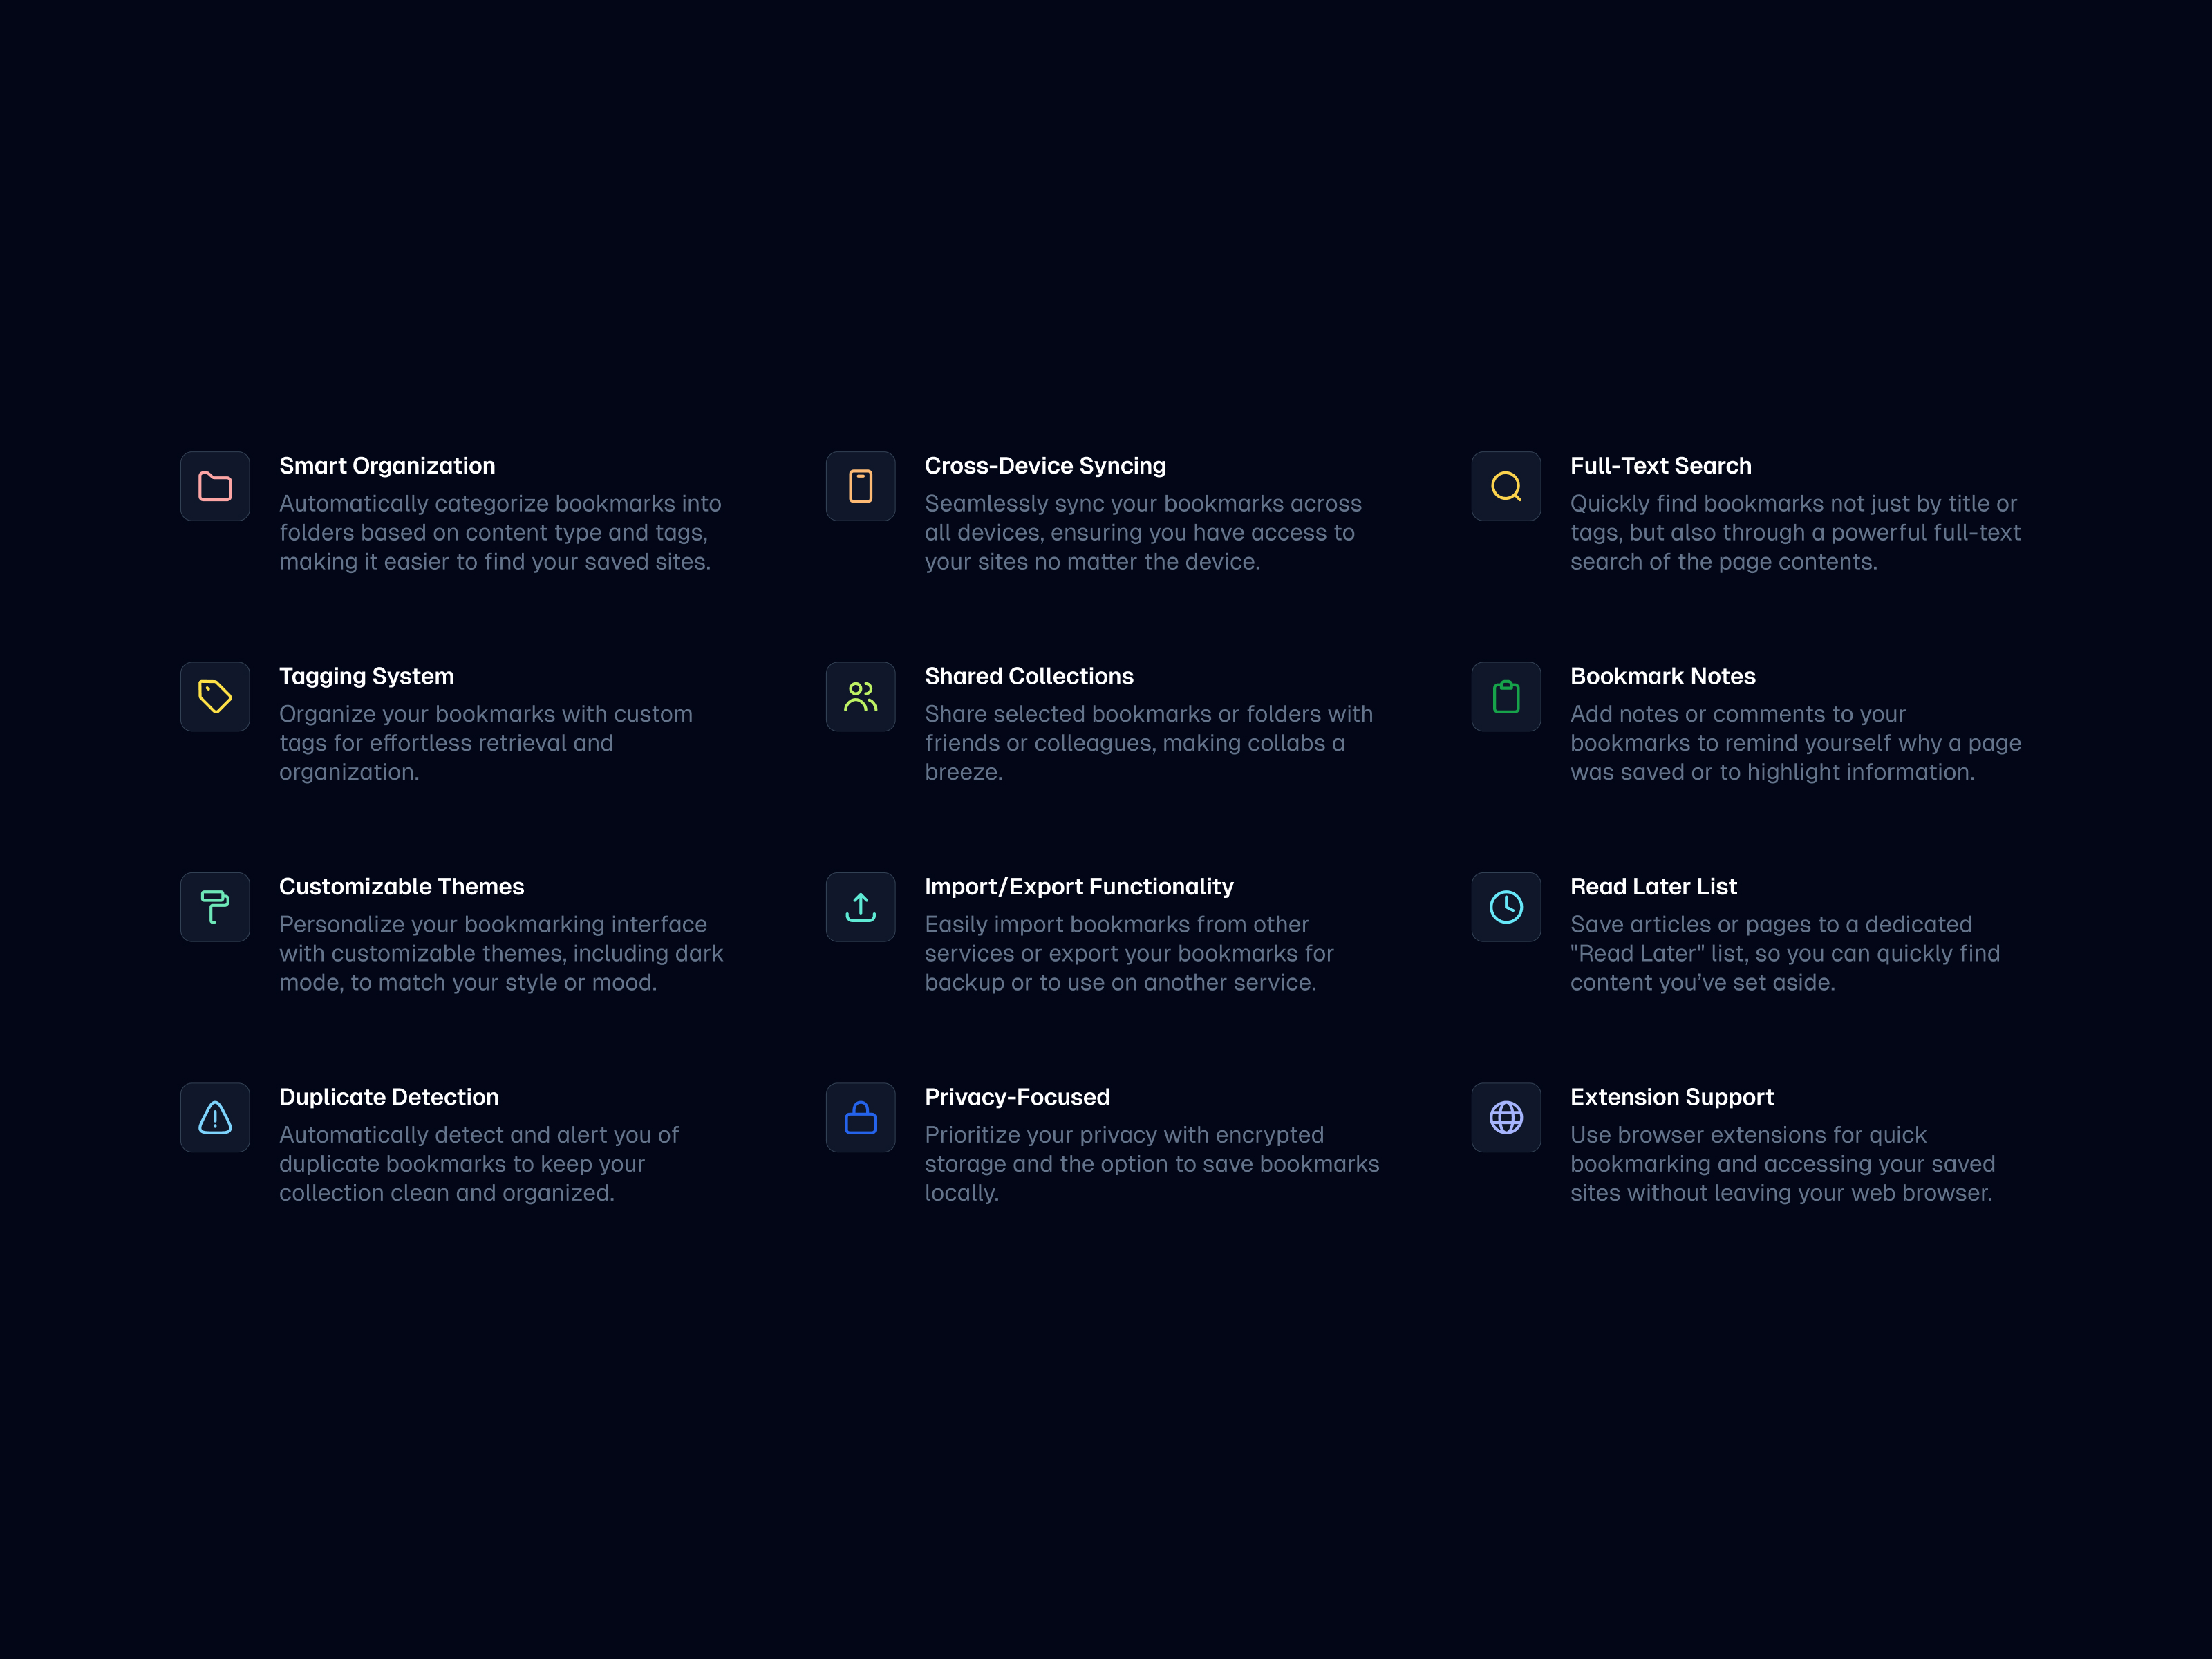 Smart Organization
Automatically categorize bookmarks into
folders based on content type and tags,
making it easier to find your saved sites.
Cross-Device Syncing
Seamlessly sync your bookmarks across
all devices, ensuring you have access to
your sites no matter the device.
Full-Text Search
Quickly find bookmarks not just by title or
tags, but also through a powerful full-text
search of the page contents.
Tagging System
Organize your bookmarks with custom
tags for effortless retrieval and
organization.
Shared Collections
Share selected bookmarks or folders with
friends or colleagues, making collabs a
breeze.
Bookmark Notes
Add notes or comments to your
bookmarks to remind yourself why a page
was saved or to highlight information.
Customizable Themes
Personalize your bookmarking interface
with customizable themes, including dark
mode, to match your style or mood.
Import/Export Functionality
Easily import bookmarks from other
services or export your bookmarks for
backup or to use on another service.
Read Later List
Save articles or pages to a dedicated
"Read Later" list, so you can quickly find
content you’ve set aside.
Duplicate Detection
Automatically detect and alert you of
duplicate bookmarks to keep your
collection clean and organized.
Privacy-Focused
Prioritize your privacy with encrypted
storage and the option to save bookmarks
locally.
Extension Support
Use browser extensions for quick
bookmarking and accessing your saved
sites without leaving your web browser.